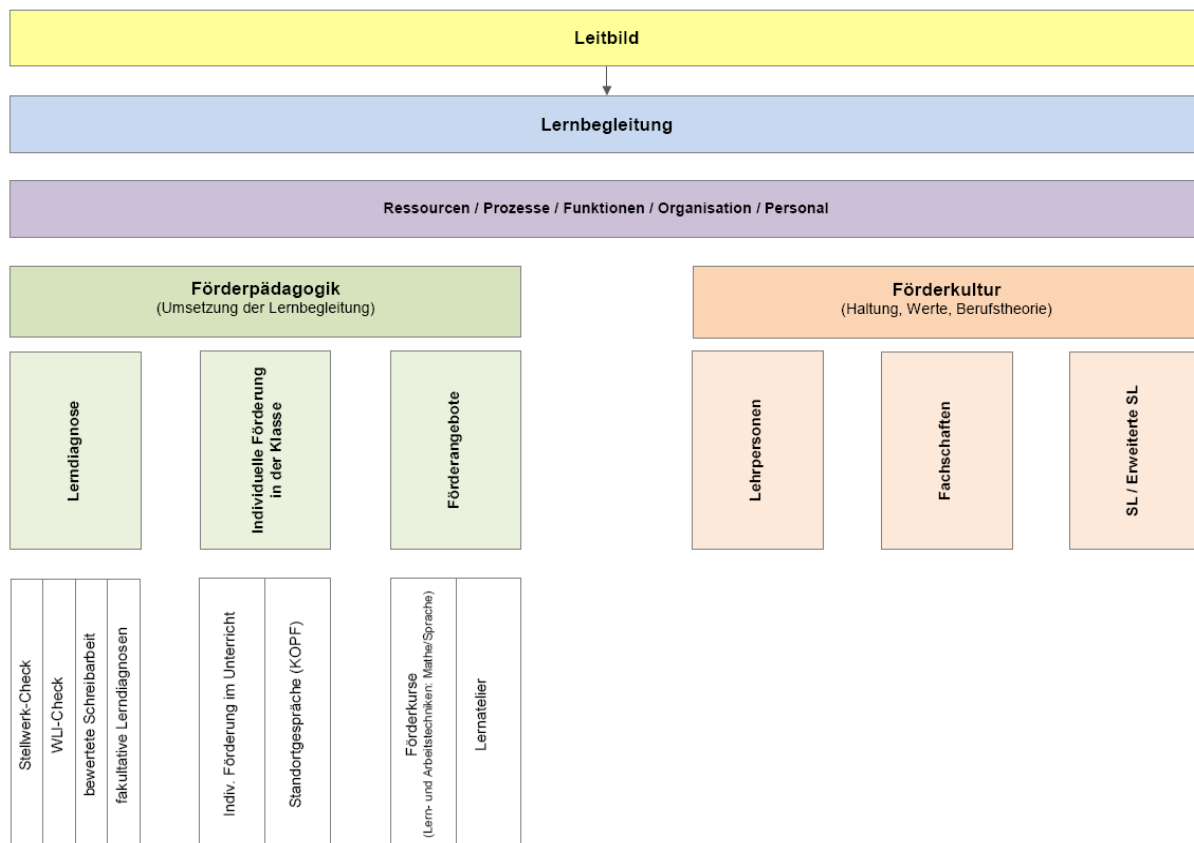 Leitbild
Lernbegleitung
Ressourcen / Prozesse / Funktionen / Organisation / Personal
Förderpädagogik
(Umsetzung der Lernbegleitung)
Förderkultur
(Haltung, Werte, Berufstheorie)
Lerndiagnose
Individuelle Förderung
in der Klasse
Förderangebote
Lehrpersonen
Fachschaften
SL / Erweiterte SL
Stellwerk-Check
WLI-Check
bewertete Schreibarbeit
fakultative Lerndiagnosen
Indiv. Förderung im Unterricht
Standortgespräche (KOPF)
Förderkurse
(Lern- und Arbeitstechniken: Mathe/Sprache)
Lernatelier